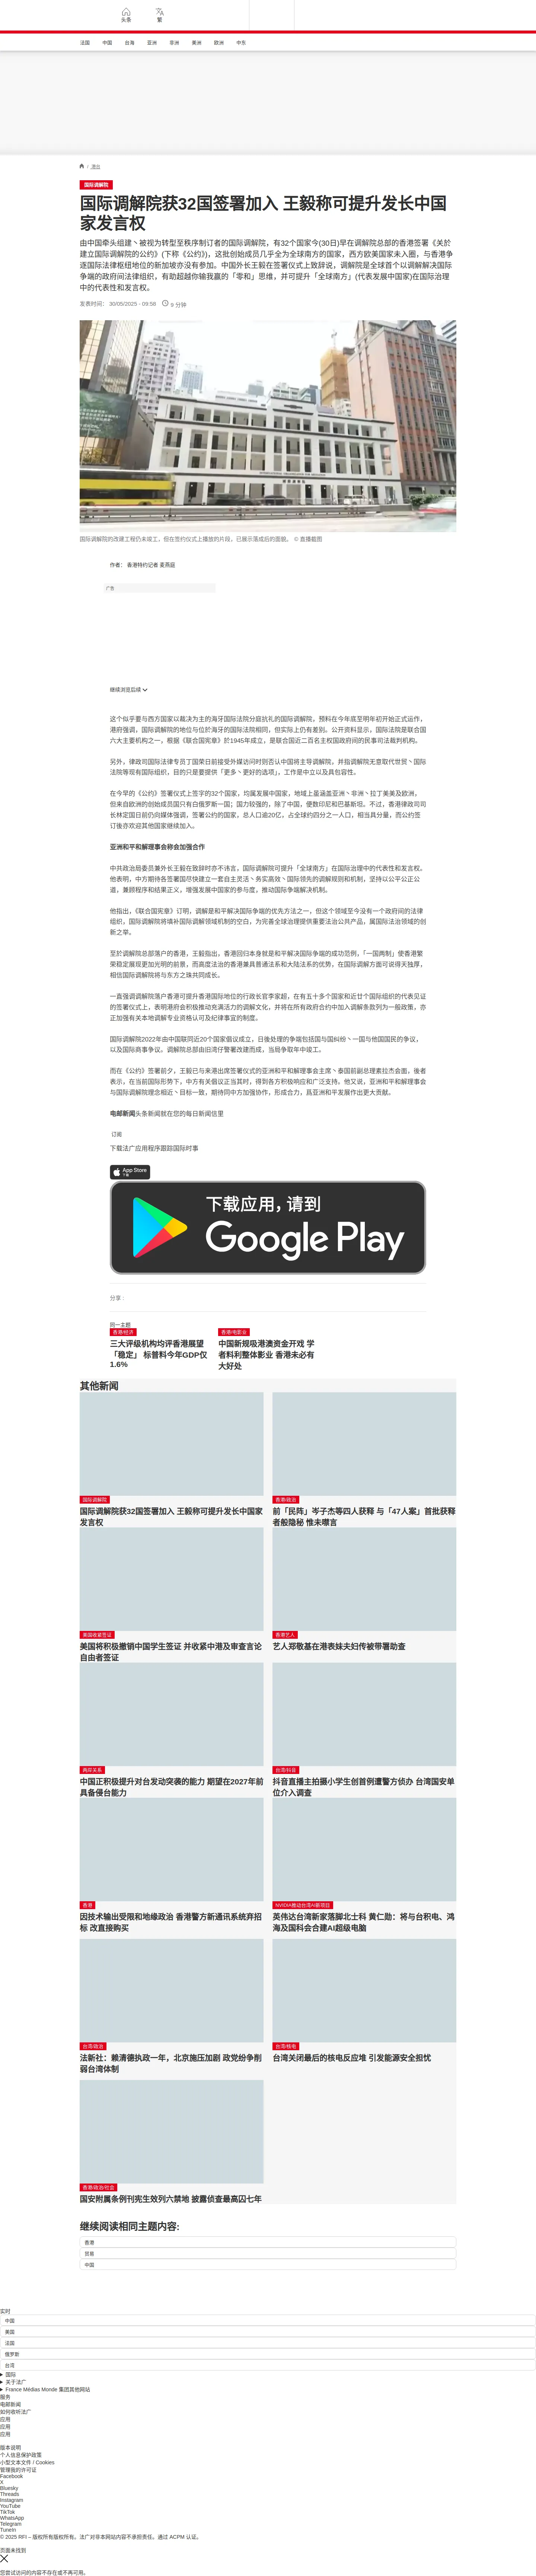 头条
繁
法国 中国 台海 亚洲 非洲 美洲 欧洲 中东
/ 港台
国际调解院
国际调解院获32国签署加入 王毅称可提升发长中国家发言权
由中国牵头组建丶被视为转型至秩序制订者的国际调解院，有32个国家今(30日)早在调解院总部的香港签署《关於建立国际调解院的公约》(下称《公约》)，这批创始成员几乎全为全球南方的国家，西方欧美国家未入圈，与香港争逐国际法律枢纽地位的新加坡亦没有参加。中国外长王毅在签署仪式上致辞说，调解院是全球首个以调解解决国际争端的政府间法律组织，有助超越你输我赢的「零和」思维，并可提升「全球南方」(代表发展中国家)在国际治理中的代表性和发言权。
发表时间： 30/05/2025 - 09:58
9 分钟
国际调解院的改建工程仍未竣工，但在签约仪式上播放的片段，已展示落成后的面貌。 © 直播截图
作者： 香港特约记者 麦燕庭
广告
继续浏览后续
这个似乎要与西方国家以裁决为主的海牙国际法院分庭抗礼的国际调解院，预料在今年底至明年初开始正式运作，港府强调，国际调解院的地位与位於海牙的国际法院相同，但实际上仍有差别。公开资料显示，国际法院是联合国六大主要机构之一，根据《联合国宪章》於1945年成立，是联合国近二百名主权国政府间的民事司法裁判机构。
另外，律政司国际法律专员丁国荣日前接受外媒访问时则否认中国将主导调解院，并指调解院无意取代世贸丶国际法院等现有国际组织，目的只是要提供「更多丶更好的选项」，工作是中立以及具包容性。
在今早的《公约》签署仪式上签字的32个国家，均属发展中国家，地域上虽涵盖亚洲丶非洲丶拉丁美美及欧洲，但来自欧洲的创始成员国只有白俄罗斯一国；国力较强的，除了中国，便数印尼和巴基斯坦。不过，香港律政司司长林定国日前仍向媒体强调，签署公约的国家，总人口逾20亿，占全球约四分之一人口，相当具分量，而公约签订後亦欢迎其他国家继续加入。
亚洲和平和解理事会称会加强合作
中共政治局委员兼外长王毅在致辞时亦不讳言，国际调解院可提升「全球南方」在国际治理中的代表性和发言权。他表明，中方期待各签署国尽快建立一套自主灵活丶务实高效丶国际领先的调解规则和机制，坚持以公平公正公道，兼顾程序和结果正义，增强发展中国家的参与度，推动国际争端解决机制。
他指出，《联合国宪章》订明，调解是和平解决国际争端的优先方法之一，但这个领域至今没有一个政府间的法律组织，国际调解院将填补国际调解领域机制的空白，为完善全球治理提供重要法治公共产品，属国际法治领域的创新之举。
至於调解院总部落户的香港，王毅指出，香港回归本身就是和平解决国际争端的成功范例，「一国两制」使香港繁荣稳定展现更加光明的前景，而高度法治的香港兼具普通法系和大陆法系的优势，在国际调解方面可说得天独厚，相信国际调解院将与东方之珠共同成长。
一直强调调解院落户香港可提升香港国际地位的行政长官李家超，在有五十多个国家和近廿个国际组织的代表见证的签署仪式上，表明港府会积极推动充满活力的调解文化，并将在所有政府合约中加入调解条款列为一般政策，亦正加强有关本地调解专业资格认可及纪律事宜的制度。
国际调解院2022年由中国联同近20个国家倡议成立，日後处理的争端包括国与国纠纷丶一国与他国国民的争议，以及国际商事争议。调解院总部由旧湾仔警署改建而成，当局争取年中竣工。
而在《公约》签署前夕，王毅已与来港出席签署仪式的亚洲和平和解理事会主席丶泰国前副总理素拉杰会面，後者表示，在当前国际形势下，中方有关倡议正当其时，得到各方积极响应和广泛支持。他又说，亚洲和平和解理事会与国际调解院理念相近丶目标一致，期待同中方加强协作，形成合力，爲亚洲和平发展作出更大贡献。
电邮新闻头条新闻就在您的每日新闻信里
订阅
下载法广应用程序跟踪国际时事
App Store
下载
下载应用，请到
Google Play
分享 :
同一主题
香港/经济
三大评级机构均评香港展望「稳定」 标普料今年GDP仅1.6%
香港/电影业
中国新规吸港澳资金开戏 学者料利整体影业 香港未必有大好处
其他新闻
国际调解院
国际调解院获32国签署加入 王毅称可提升发长中国家发言权
香港/政治
前「民阵」岑子杰等四人获释 与「47人案」首批获释者般隐秘 惟未噤言
美国收紧签证
美国将积极撤销中国学生签证 并收紧中港及审查言论自由者签证
香港艺人
艺人郑敬基在港表妹夫妇传被带署助查
两岸关系
中国正积极提升对台发动突袭的能力 期望在2027年前具备侵台能力
台湾/抖音
抖音直播主拍摄小学生创首例遭警方侦办 台湾国安单位介入调查
香港
因技术输出受限和地缘政治 香港警方新通讯系统弃招标 改直接购买
NVIDIA推动台湾AI新项目
英伟达台湾新家落脚北士科 黄仁勋：将与台积电、鸿海及国科会合建AI超级电脑
台湾/政治
法新社：赖清德执政一年，北京施压加剧 政党纷争削弱台湾体制
台湾/核电
台湾关闭最后的核电反应堆 引发能源安全担忧
香港/政治/社会
国安附属条例刊宪生效列六禁地 披露侦查最高囚七年
继续阅读相同主题内容:
香港
贸易
中国
实时
中国
美国
法国
俄罗斯
台湾
国际
关于法广
France Médias Monde 集团其他网站
服务
电邮新闻
如何收听法广
应用
应用
应用
版本说明
个人信息保护政策
小型文本文件 / Cookies
管理我的许可证
Facebook
X
Bluesky
Threads
Instagram
YouTube
TikTok
WhatsApp
Telegram
TuneIn
© 2025 RFI – 版权所有版权所有。法广对非本网站内容不承担责任。通过 ACPM 认证。
页面未找到
您尝试访问的内容不存在或不再可用。